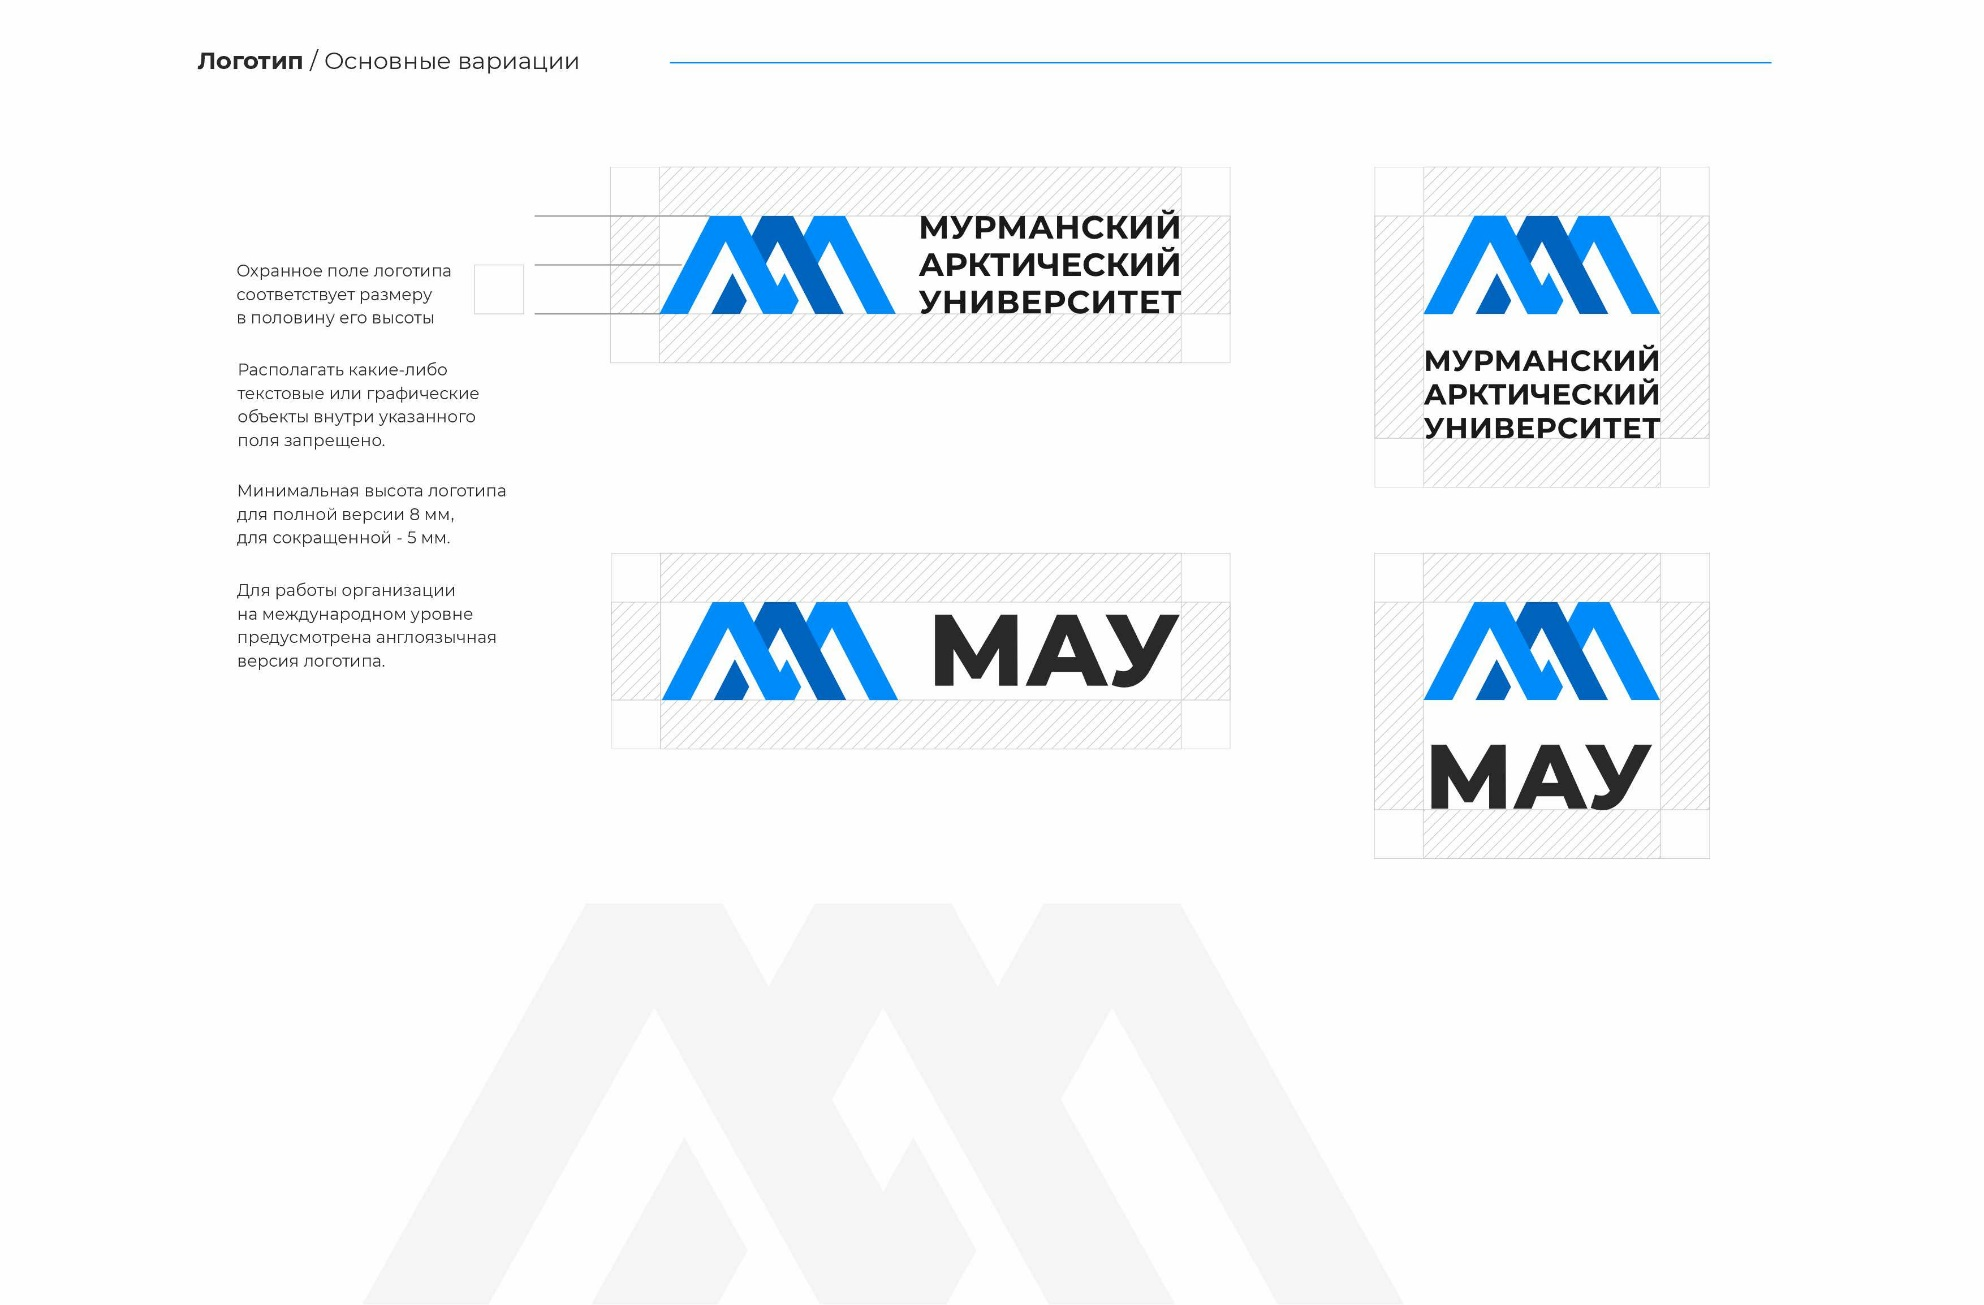 Логотип / Основные вариации
Охранное поле логотипа
соответствует размеру
в половину его высоты
Располагать какие-либо
текстовые или графические
объекты внутри указанного
поля запрещено.
Минимальная высота логотипа
для полной версии 8 мм,
для сокращенной - 5 мм.
Для работы организации
на международном уровне
предусмотрена англоязычная
версия логотипа.
МУРМАНСКИЙ
АРКТИЧЕСКИЙ
УНИВЕРСИТЕТ
МУРМАНСКИЙ
АРКТИЧЕСКИЙ
УНИВЕРСИТЕТ
МАУ
МАУ